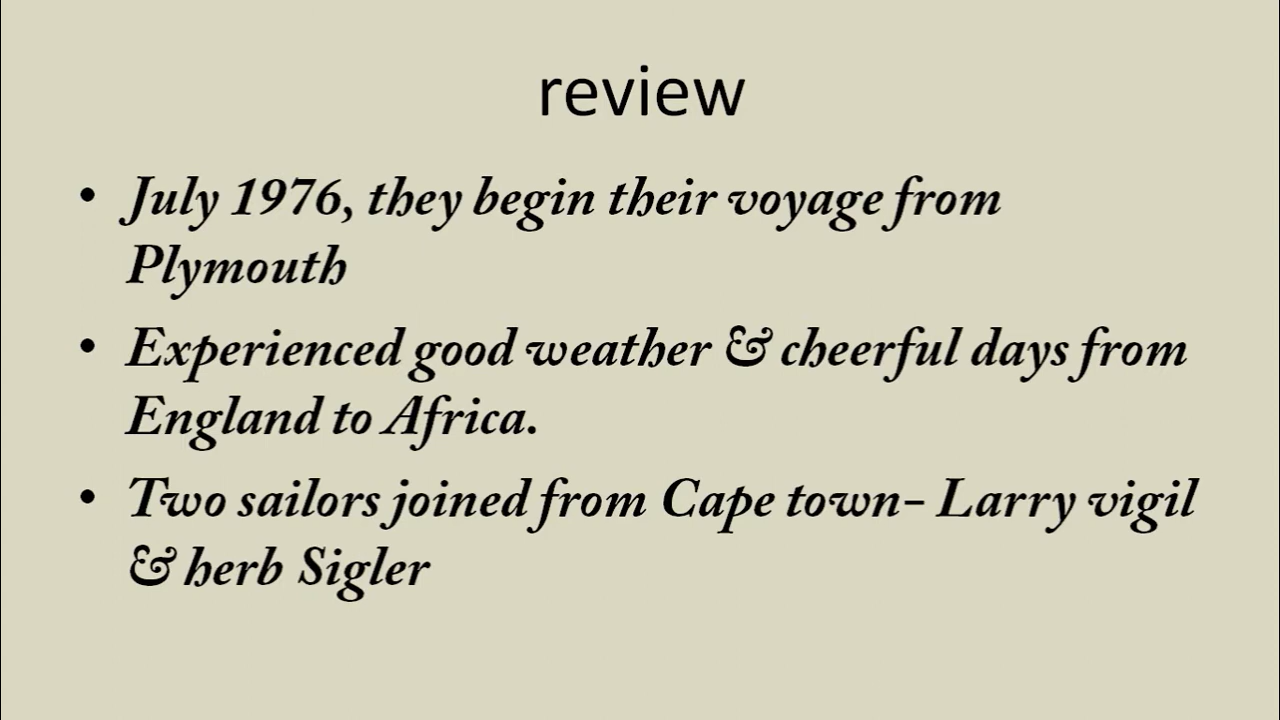 review
• July 1976, they begin their voyage from
Plymouth
• Experienced good weather & cheerful days from
England to Africa.
• Two sailors joined from Cape town- Larry vigil
& herb Sigler